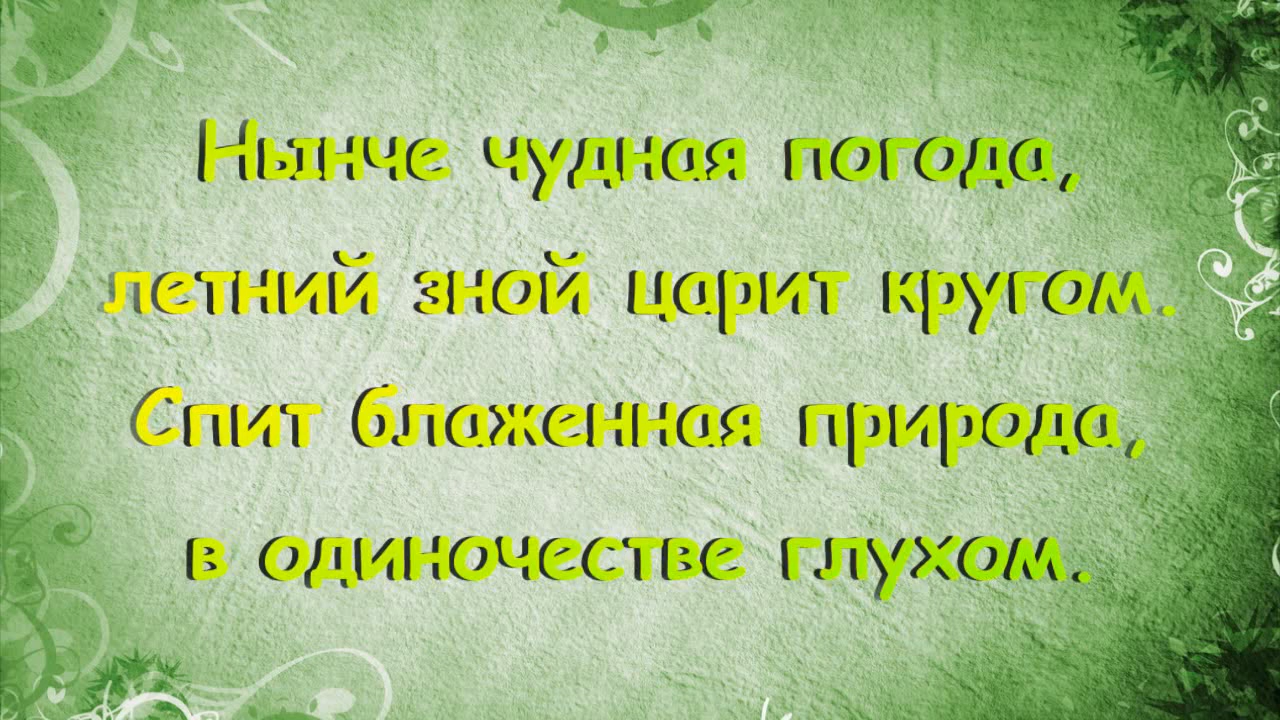 Нынче чудная погода,
летний зной царит кругом.
Спит блаженная природа,
в одиночестве глухом.